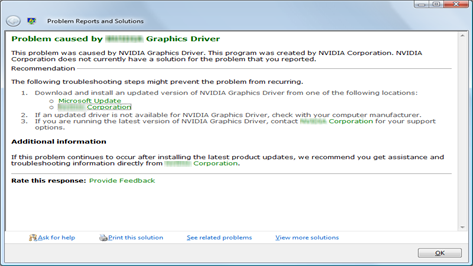 Problem Reports and Solutions
Problem caused by Graphics Driver
This problem was caused by NVIDIA Graphics Driver. This program was created by NVIDIA Corporation. NVIDIA
Corporation does not currently have a solution for the problem that you reported.
Recommendation
The following troubleshooting steps might prevent the problem from recurring.
1. Download and install an updated version of NVIDIA Graphics Driver from one of the following locations:
○ Microsoft Update
○ Corporation
2. If an updated driver is not available for NVIDIA Graphics Driver, check with your computer manufacturer.
3. If you are running the latest version of NVIDIA Graphics Driver, contact Corporation for your support
options.
Additional information
If this problem continues to occur after installing the latest product updates, we recommend you get assistance and
troubleshooting information directly from Corporation.
Rate this response: Provide Feedback
Ask for help Print this solution See related problems View more solutions
OK